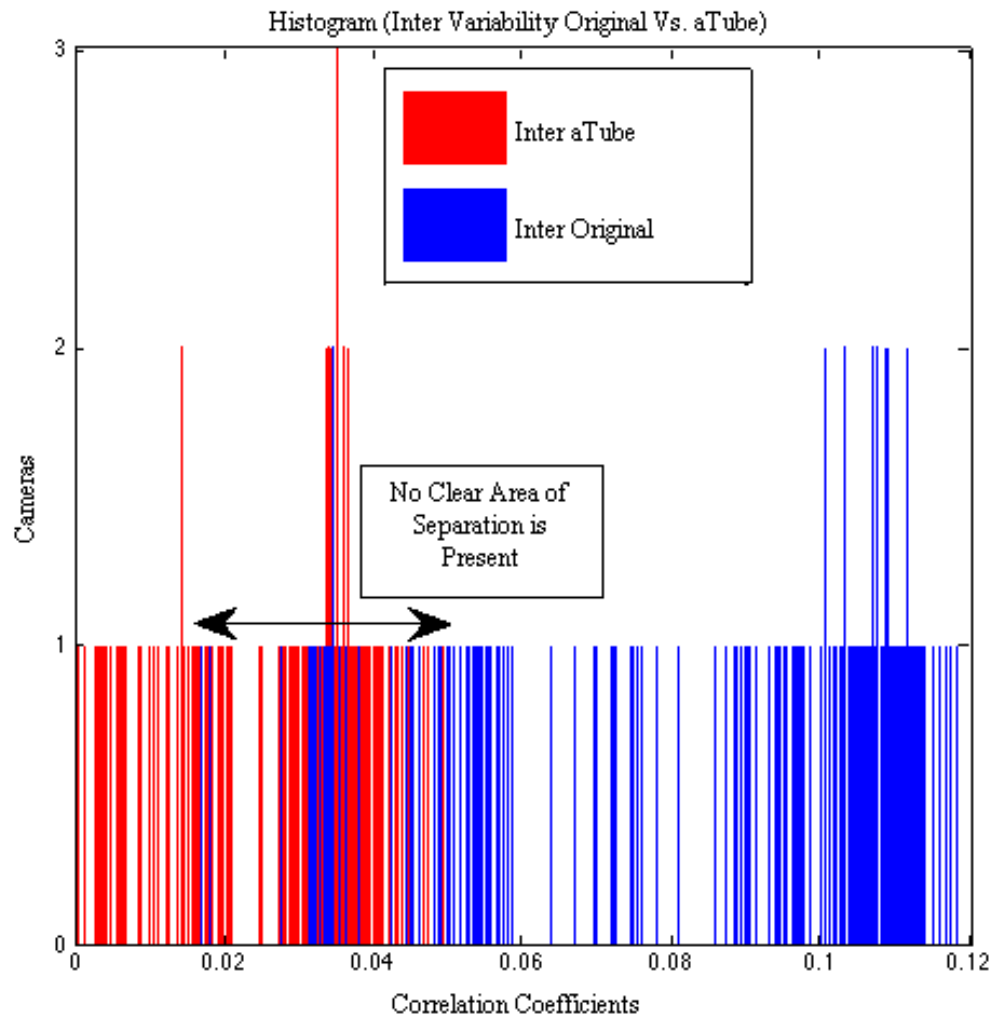 Histogram (Inter Variability Original Vs. aTube)
3
Inter aTube
Inter Original
2
No Clear Area of
Separation is
Present
Cameras
1
0
0 0.02 0.04 0.06 0.08 0.1 0.12
Correlation Coefficients